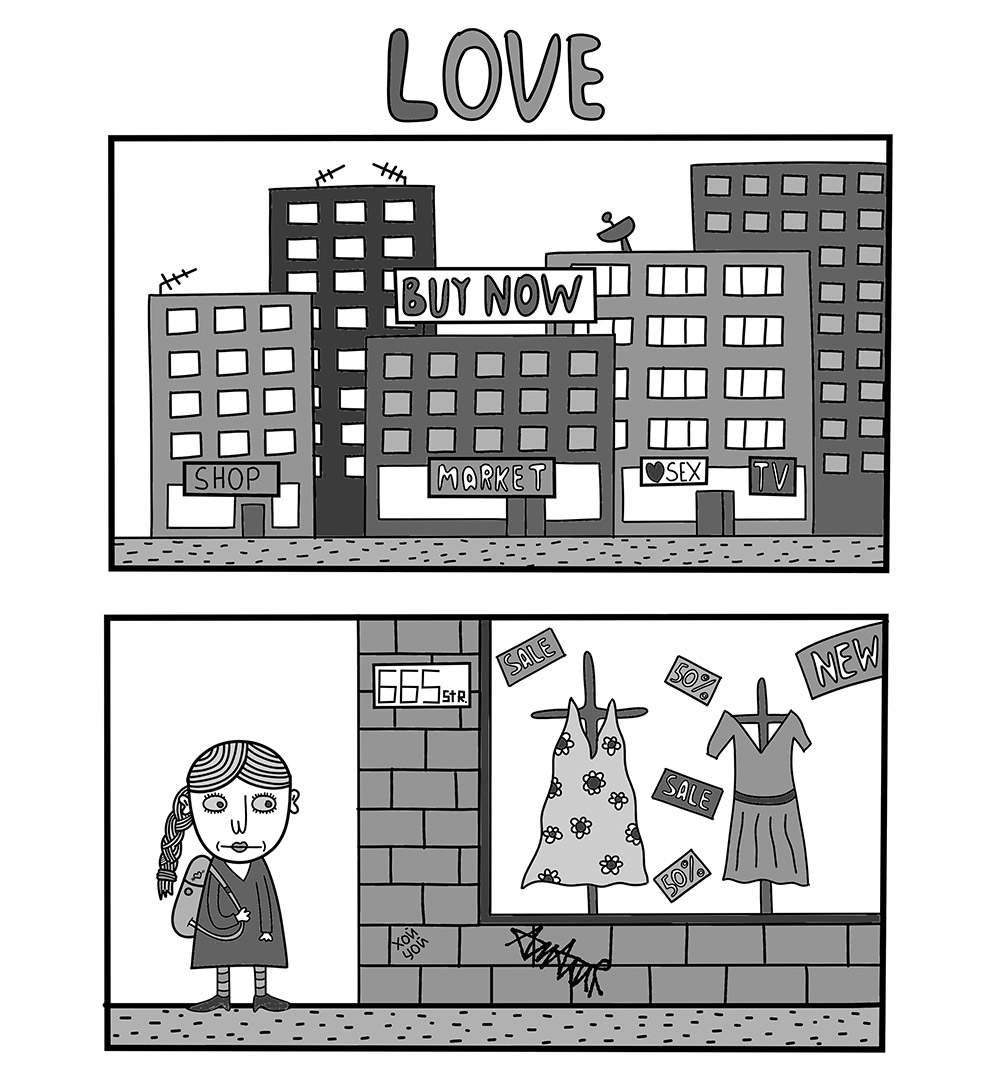 LOVE
BUY NOW
SHOP
MARKET
SEX
TV
665 STR.
SALE
50%
NEW
SALE
50%
ХОЙ
УОЙ